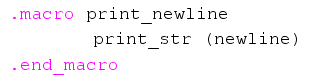 .macro print_newline
print_str (newline)
.end_macro